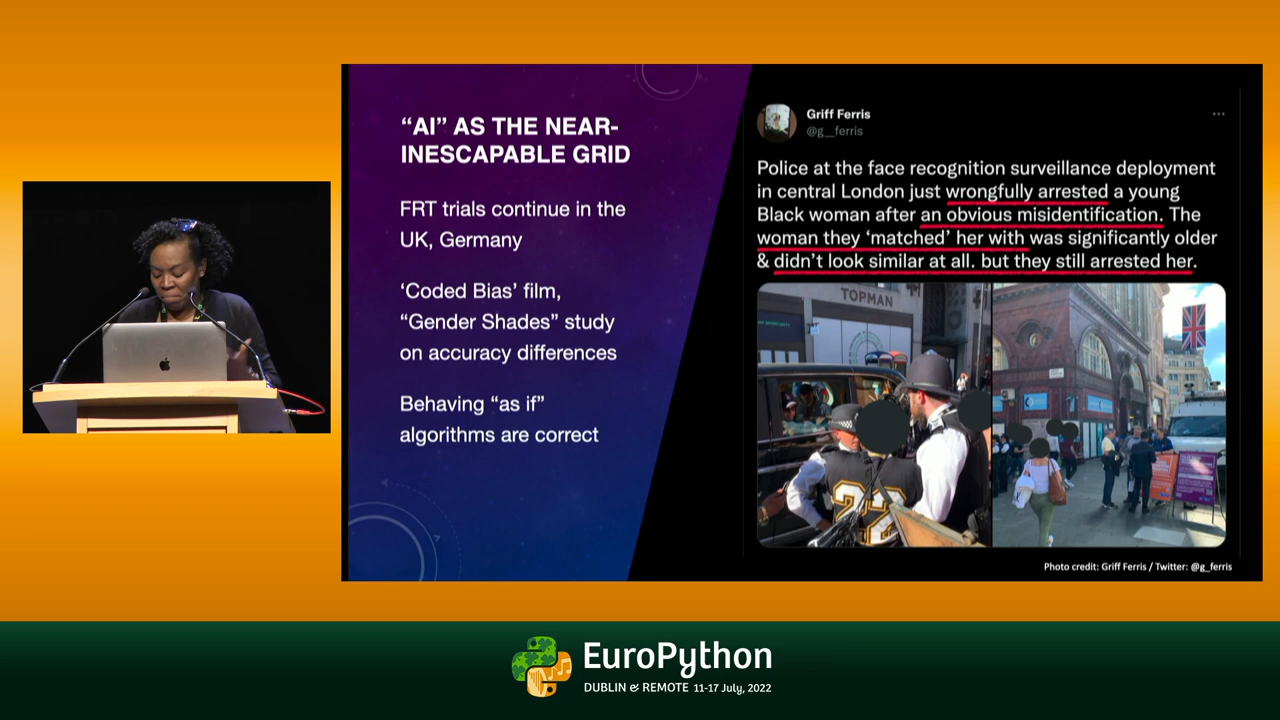 “AI” AS THE NEAR-
INESCAPABLE GRID
FRT trials continue in the
UK, Germany
‘Coded Bias’ film,
“Gender Shades” study
on accuracy differences
Behaving “as if”
algorithms are correct
Griff Ferris
@g__ferris
Police at the face recognition surveillance deployment
in central London just wrongfully arrested a young
Black woman after an obvious misidentification. The
woman they ‘matched’ her with was significantly older
& didn’t look similar at all. but they still arrested her.
TOPMAN
22
Photo credit: Griff Ferris / Twitter: @g_ferris
EuroPython
DUBLIN & REMOTE 11-17 July, 2022